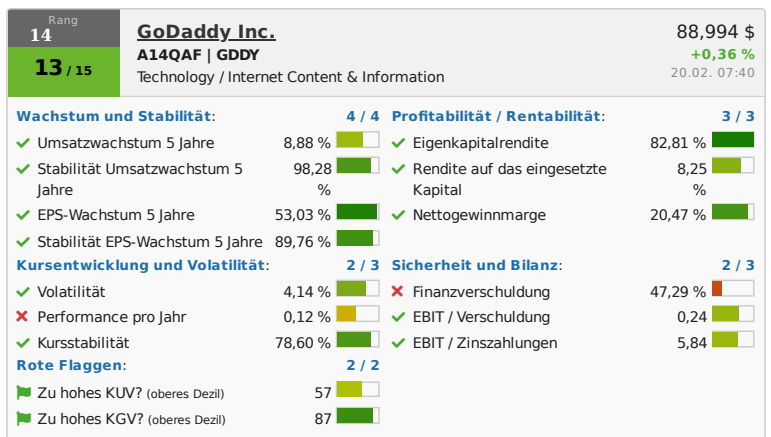 Rang
14
13 / 15
GoDaddy Inc.
A14QAF | GDDY
Technology / Internet Content & Information
88,994 $
+0,36 %
20.02. 07:40
Wachstum und Stabilität: 4 / 4
Umsatzwachstum 5 Jahre 8,88 %
Stabilität Umsatzwachstum 5 98,28
Jahre %
EPS-Wachstum 5 Jahre 53,03 %
Stabilität EPS-Wachstum 5 Jahre 89,76 %
Profitabilität / Rentabilität: 3 / 3
Eigenkapitalrendite 82,81 %
Rendite auf das eingesetzte 8,25
Kapital %
Nettogewinnmarge 20,47 %
Kursentwicklung und Volatilität: 2 / 3
Volatilität 4,14 %
Performance pro Jahr 0,12 %
Kursstabilität 78,60 %
Sicherheit und Bilanz: 2 / 3
Finanzverschuldung 47,29 %
EBIT / Verschuldung 0,24
EBIT / Zinszahlungen 5,84
Rote Flaggen: 2 / 2
Zu hohes KUV? (oberes Dezil) 57
Zu hohes KGV? (oberes Dezil) 87